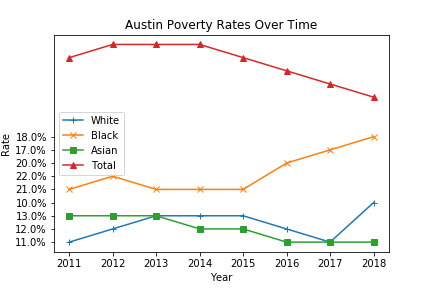 Austin Poverty Rates Over Time
Rate
18.0%
17.0%
20.0%
22.0%
21.0%
10.0%
13.0%
12.0%
11.0%
White
Black
Asian
Total
2011 2012 2013 2014 2015 2016 2017 2018
Year